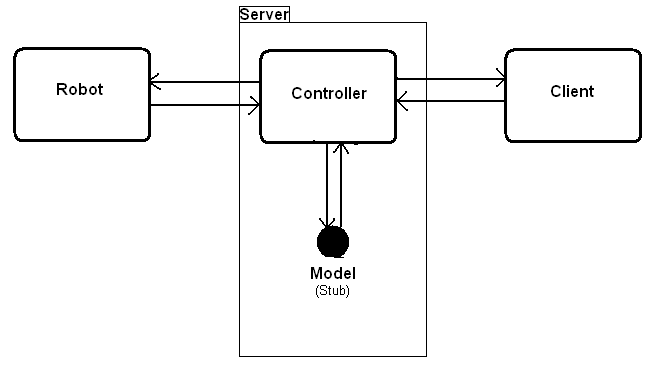 Server
Robot
Controller
Client
Model
(Stub)